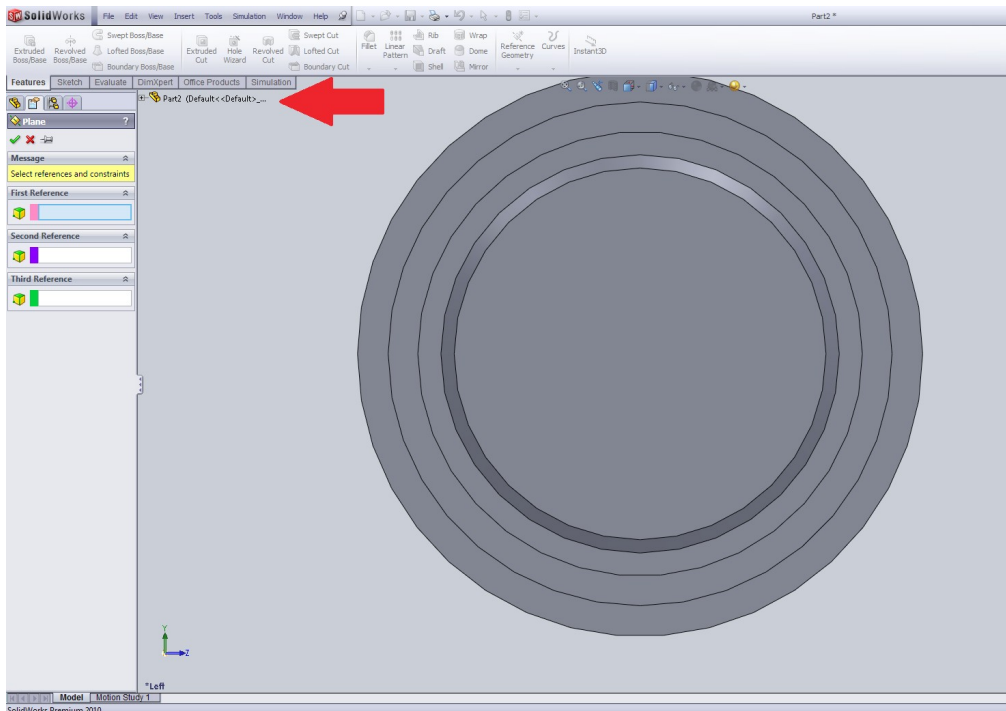 SolidWorks File Edit View Insert Tools Simulation Window Help Part2 *
Extruded Boss/Base
Revolved Boss/Base
Swept Boss/Base
Lofted Boss/Base
Boundary Boss/Base
Extruded Cut
Hole Wizard
Revolved Cut
Swept Cut
Lofted Cut
Boundary Cut
Fillet
Linear Pattern
Rib
Draft
Shell
Wrap
Dome
Mirror
Reference Geometry
Curves
Instant3D
Features Sketch Evaluate DimXpert Office Products Simulation
Part2 (Default<<Default>_...
Plane ?
Message
Select references and constraints
First Reference
Second Reference
Third Reference
Y
Z
*Left
Model Motion Study 1
SolidWorks Premium 2010